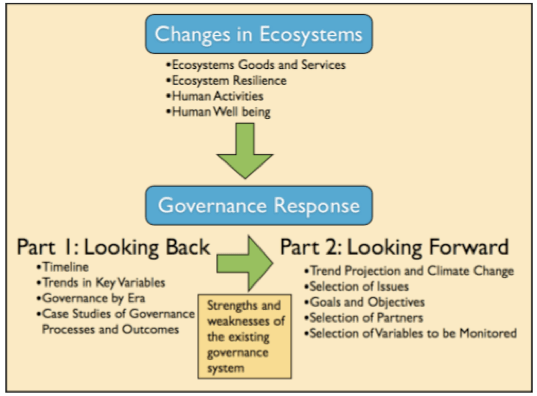 Changes in Ecosystems
•Ecosystems Goods and Services
•Ecosystem Resilience
•Human Activities
•Human Well being
Governance Response
Part 1: Looking Back
•Timeline
•Trends in Key Variables
•Governance by Era
•Case Studies of Governance
Processes and Outcomes
Strengths and
weaknesses of
the existing
governance
system
Part 2: Looking Forward
•Trend Projection and Climate Change
•Selection of Issues
•Goals and Objectives
•Selection of Partners
•Selection of Variables to be Monitored